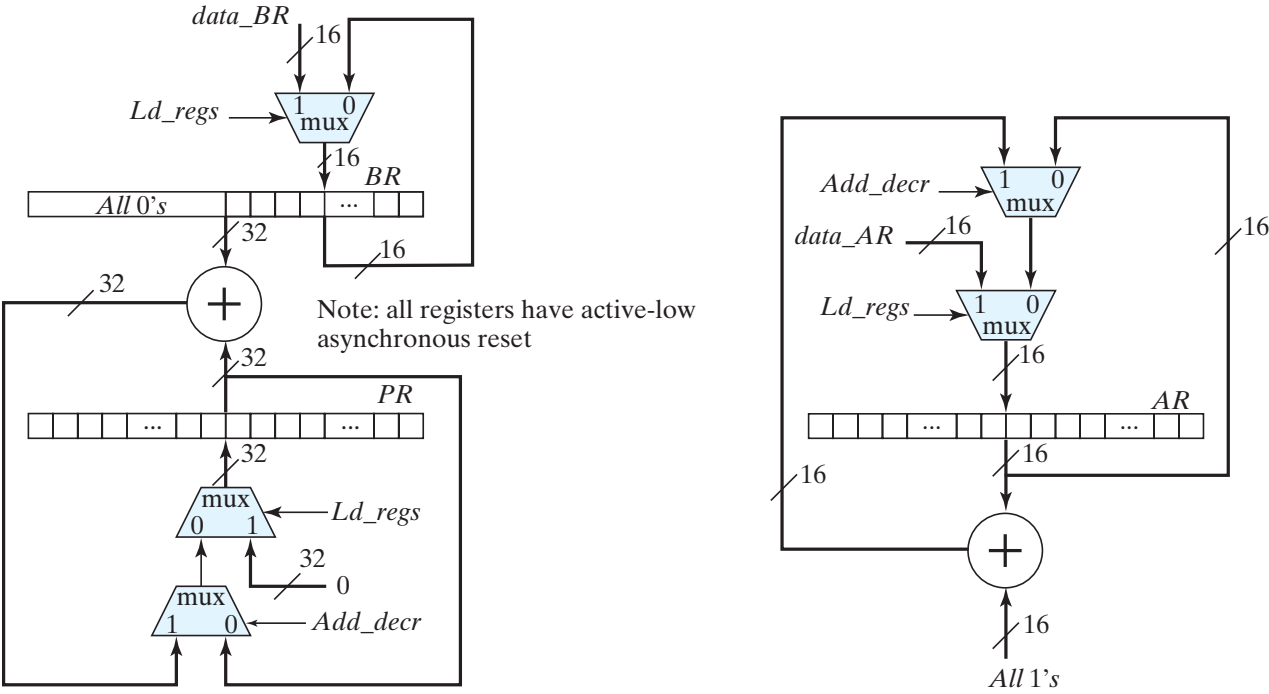 data_BR
16
1 0
mux
Ld_regs
16
BR
All 0's
...
32
16
32
+
Note: all registers have active-low
asynchronous reset
32
PR
...
...
32
mux
0 1
Ld_regs
32
0
mux
1 0
Add_decr
1 0
mux
Add_decr
16
data_AR
16
1 0
mux
Ld_regs
16
AR
...
...
16
16
+
16
All 1's